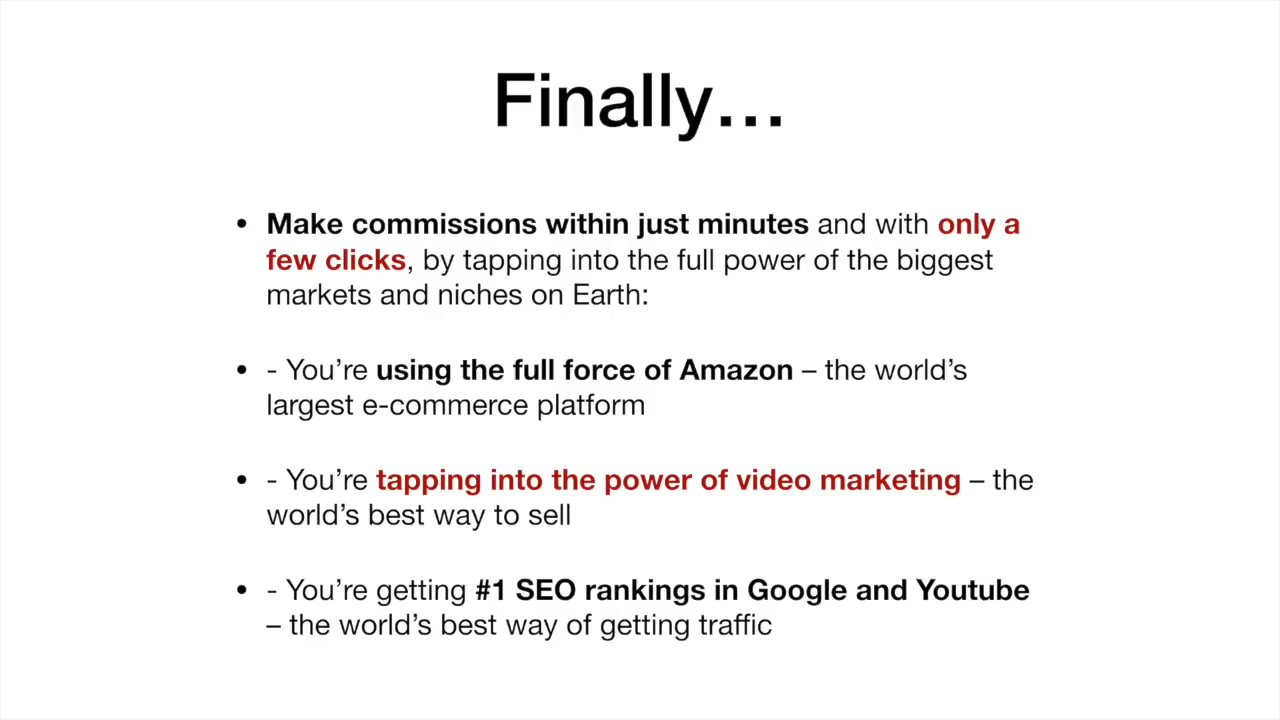 Finally...
• Make commissions within just minutes and with only a
few clicks, by tapping into the full power of the biggest
markets and niches on Earth:
• - You’re using the full force of Amazon – the world’s
largest e-commerce platform
• - You’re tapping into the power of video marketing – the
world’s best way to sell
• - You’re getting #1 SEO rankings in Google and Youtube
– the world’s best way of getting traffic